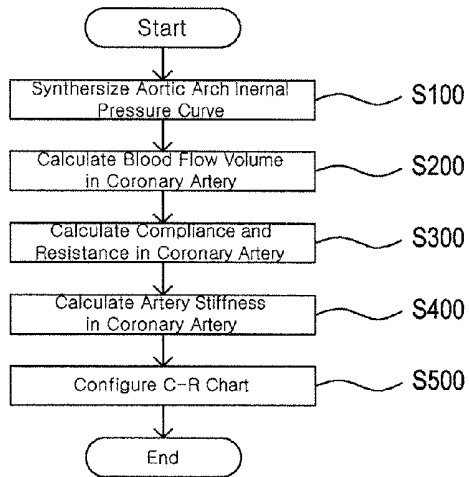 Start
Synthersize Aortic Arch Inernal
Pressure Curve
S100
Calculate Blood Flow Volume
in Coronary Artery
S200
Calculate Compliance and
Resistance in Coronary Artery
S300
Calculate Artery Stiffness
in Coronary Artery
S400
Configure C-R Chart
S500
End